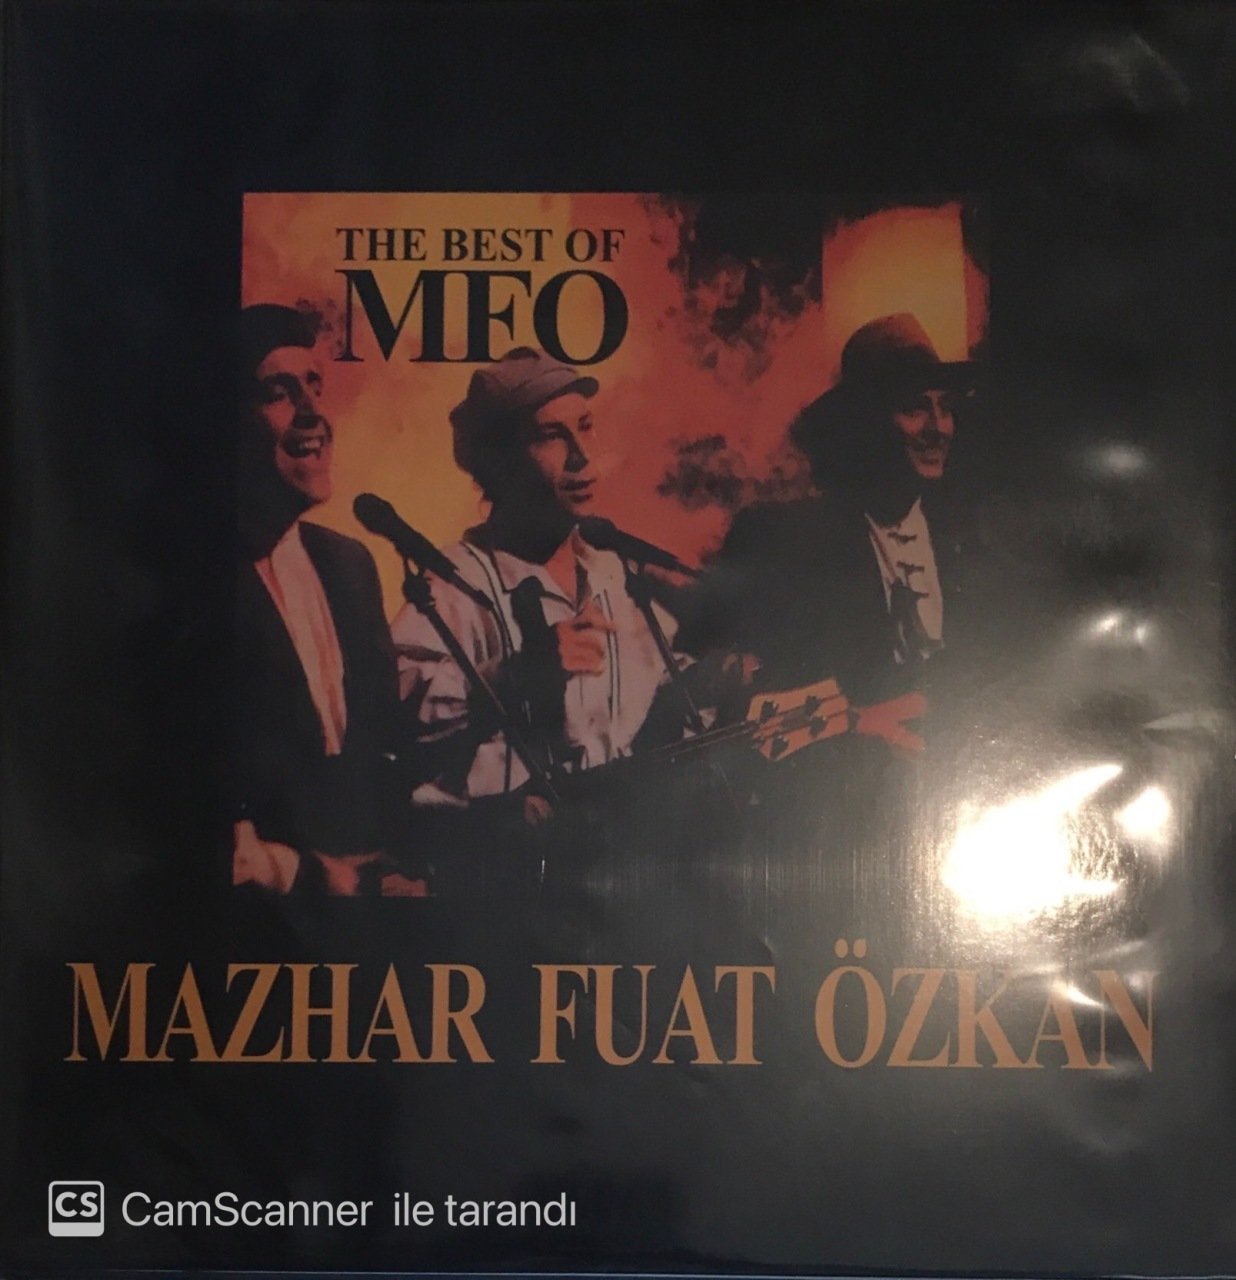 THE BEST OF
MFO
MAZHAR FUAT ÖZKAN
CS CamScanner ile tarandı